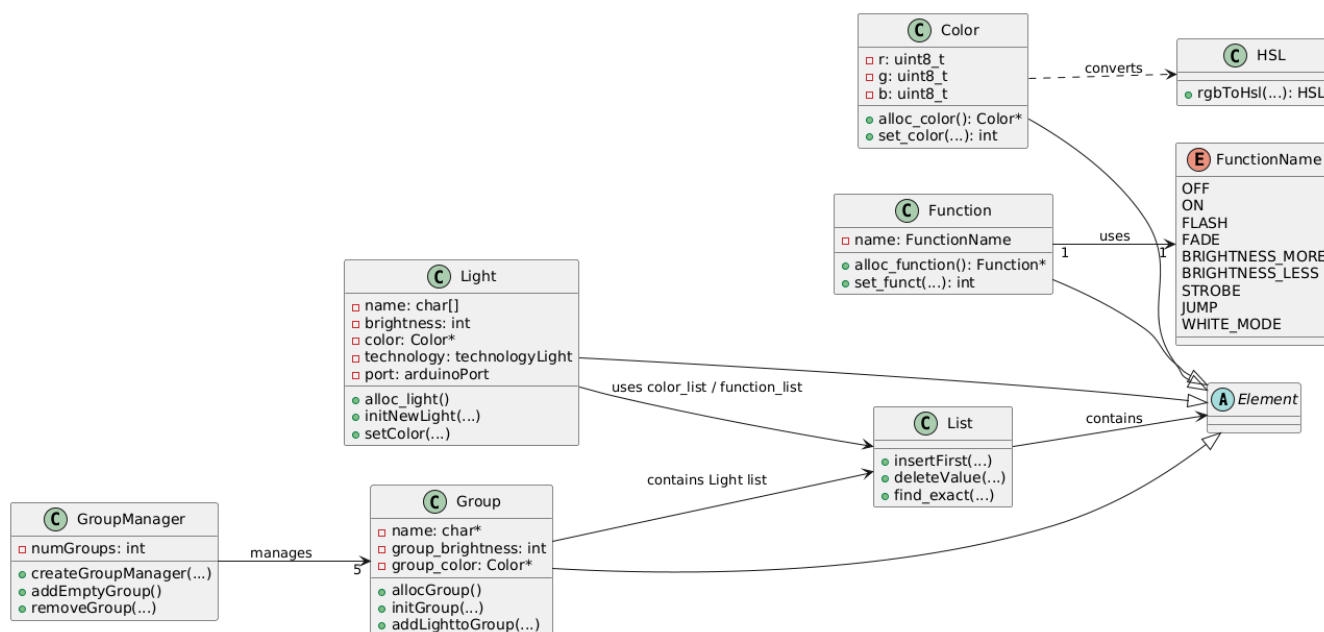 C Color
r: uint8_t
g: uint8_t
b: uint8_t
alloc_color(): Color*
set_color(...): int
converts
C HSL
rgbToHsl(...): HSL
E FunctionName
OFF
ON
FLASH
FADE
BRIGHTNESS_MORE
BRIGHTNESS_LESS
STROBE
JUMP
WHITE_MODE
C Function
name: FunctionName
alloc_function(): Function*
set_funct(...): int
1
uses
1
C Light
name: char[]
brightness: int
color: Color*
technology: technologyLight
port: arduinoPort
alloc_light()
initNewLight(...)
setColor(...)
uses color_list / function_list
A Element
C List
insertFirst(...)
deleteValue(...)
find_exact(...)
contains
contains Light list
C GroupManager
numGroups: int
createGroupManager(...)
addEmptyGroup()
removeGroup(...)
manages
5
C Group
name: char*
group_brightness: int
group_color: Color*
allocGroup()
initGroup(...)
addLighttoGroup(...)